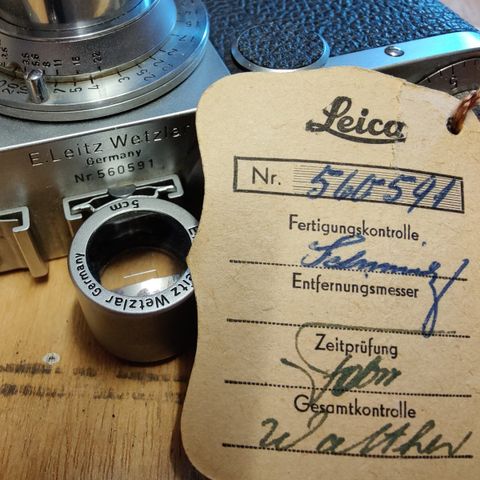 E. Leitz Wetzlar
Germany
Nr 560591
5cm
Leitz Wetzlar Germany
Leica
Nr. 560591
Fertigungskontrolle
Entfernungsmesser
Zeitprüfung
Gesamtkontrolle
Walther